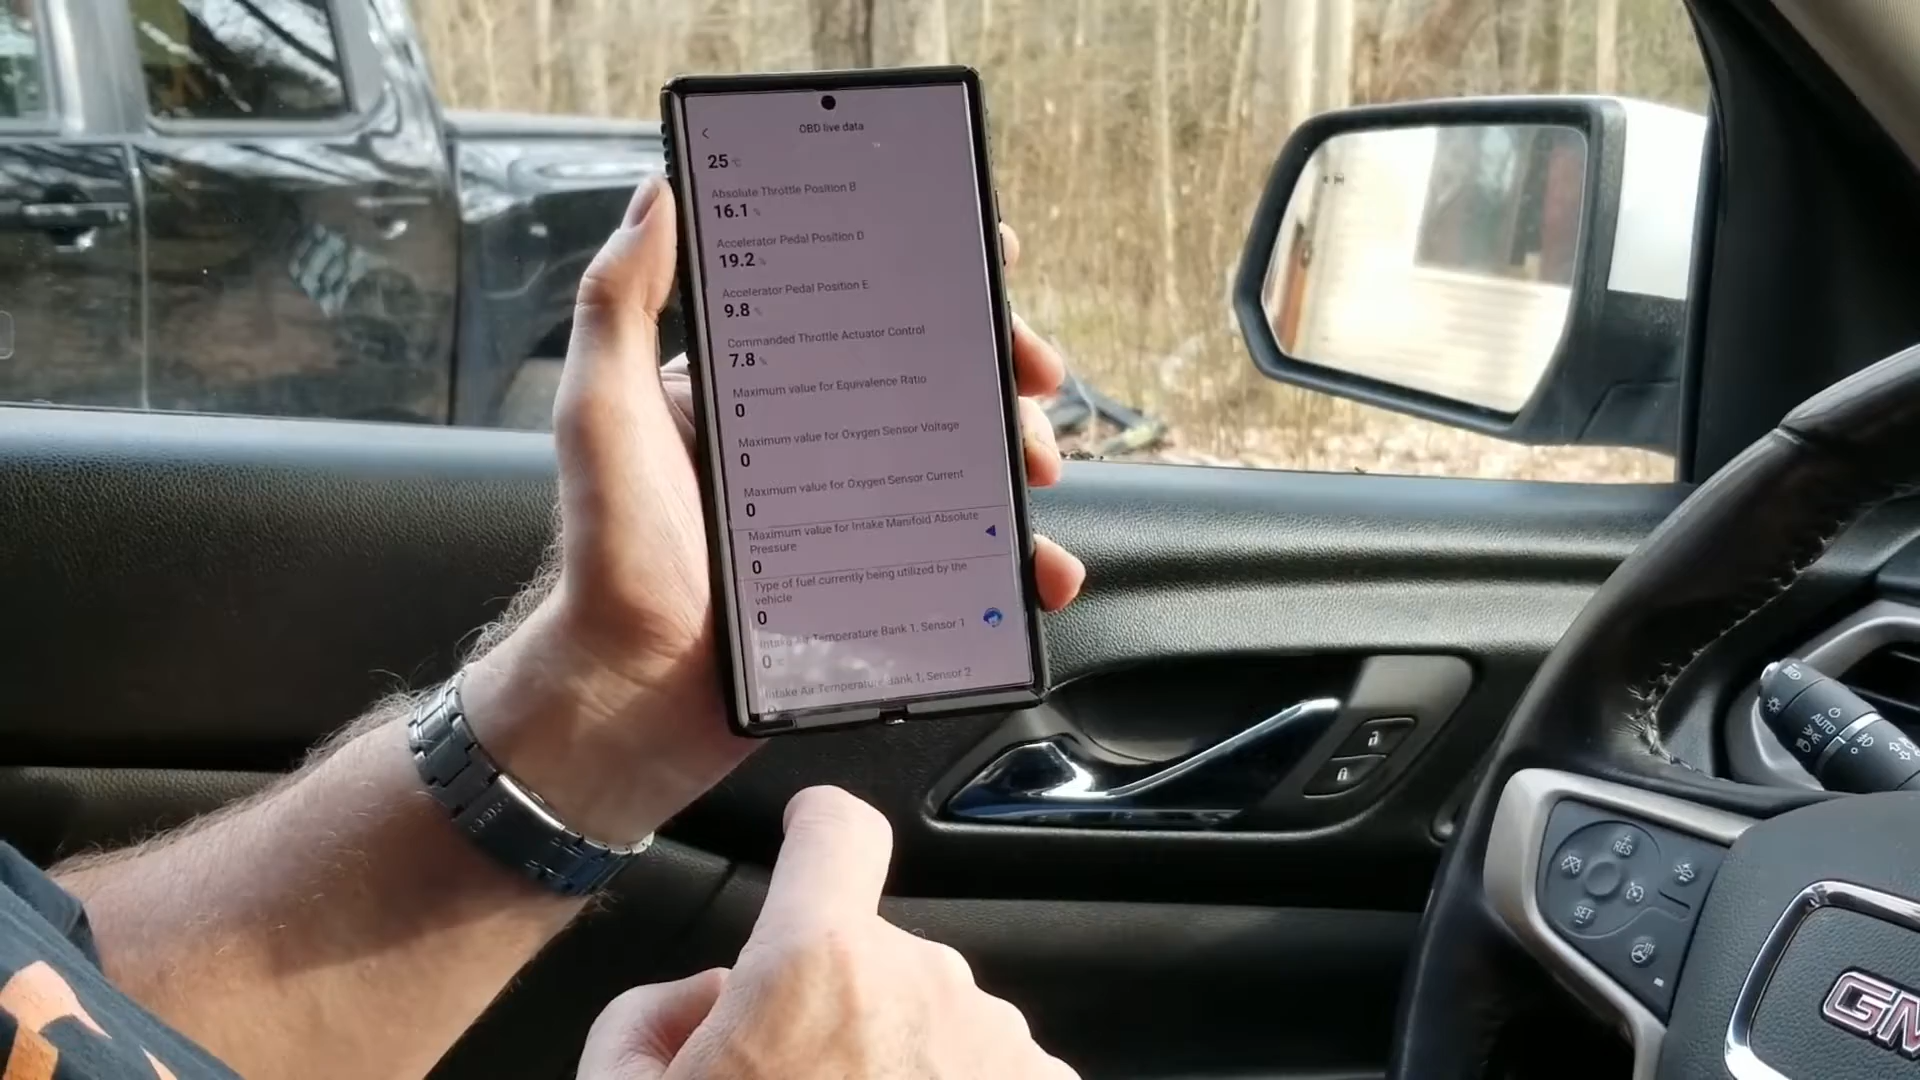 OBD live data
25 °C
Absolute Throttle Position B
16.1 %
Accelerator Pedal Position D
19.2 %
Accelerator Pedal Position E
9.8 %
Commanded Throttle Actuator Control
7.8 %
Maximum value for Equivalence Ratio
0
Maximum value for Oxygen Sensor Voltage
0
Maximum value for Oxygen Sensor Current
0
Maximum value for Intake Manifold Absolute
Pressure
0
Type of fuel currently being utilized by the
vehicle
0
Intake Air Temperature Bank 1, Sensor 1
0 °C
Intake Air Temperature Bank 1, Sensor 2
0
AUTO
RES
SET
GM